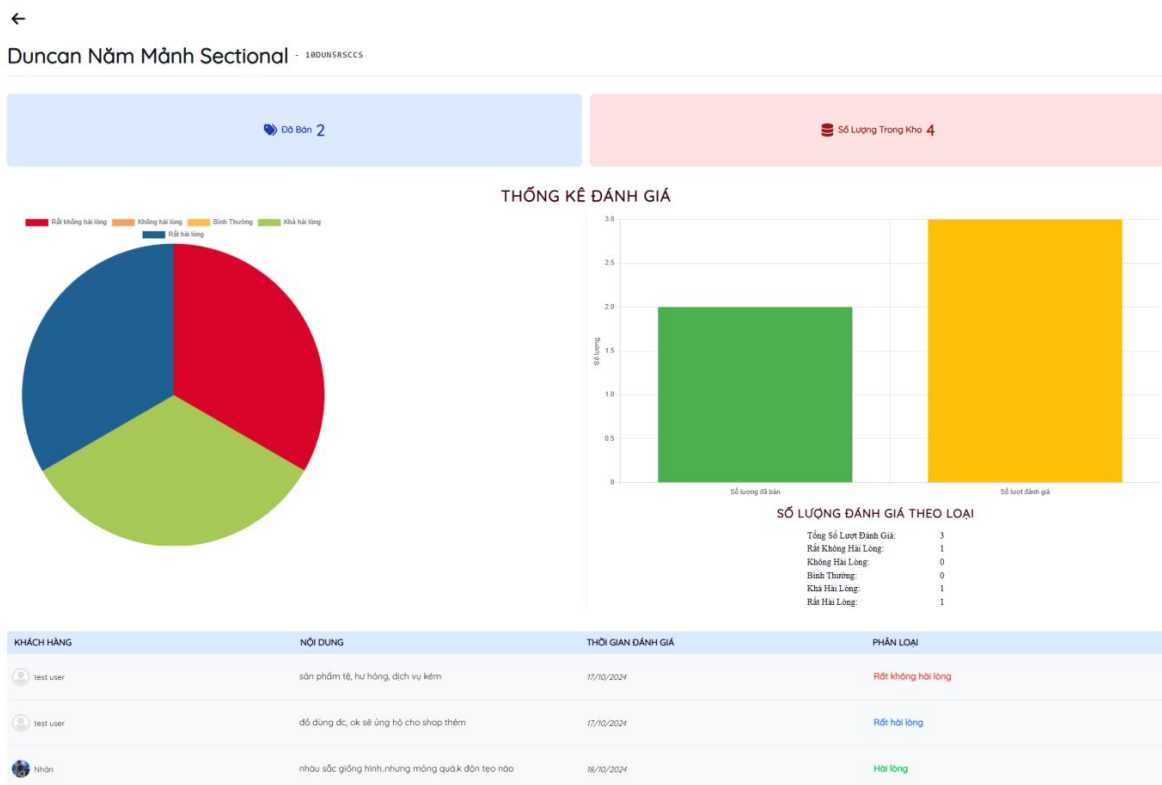 Duncan Năm Mảnh Sectional - 10DUN5RSCCS
Đã Bán 2
Số Lượng Trong Kho 4
THỐNG KÊ ĐÁNH GIÁ
Rất không hài lòng Không hài lòng Bình Thường Khá hài lòng
Rất hài lòng
3.0
2.5
2.0
1.5
1.0
0.5
0
Số lượng
Số lượng đã bán Số lượt đánh giá
SỐ LƯỢNG ĐÁNH GIÁ THEO LOẠI
Tổng Số Lượt Đánh Giá: 3
Rất Không Hài Lòng: 1
Không Hài Lòng: 0
Bình Thường: 0
Khá Hài Lòng: 1
Rất Hài Lòng: 1
KHÁCH HÀNG NỘI DUNG THỜI GIAN ĐÁNH GIÁ PHÂN LOẠI
test user sản phẩm tệ, hư hỏng, dịch vụ kém 17/10/2024 Rất không hài lòng
test user đồ dùng đc, ok sẽ ủng hộ cho shop thêm 17/10/2024 Rất hài lòng
Nhân nhàu sắc giống hình..nhưng mỏng quá.k độn tẹo nào 18/10/2024 Hài lòng